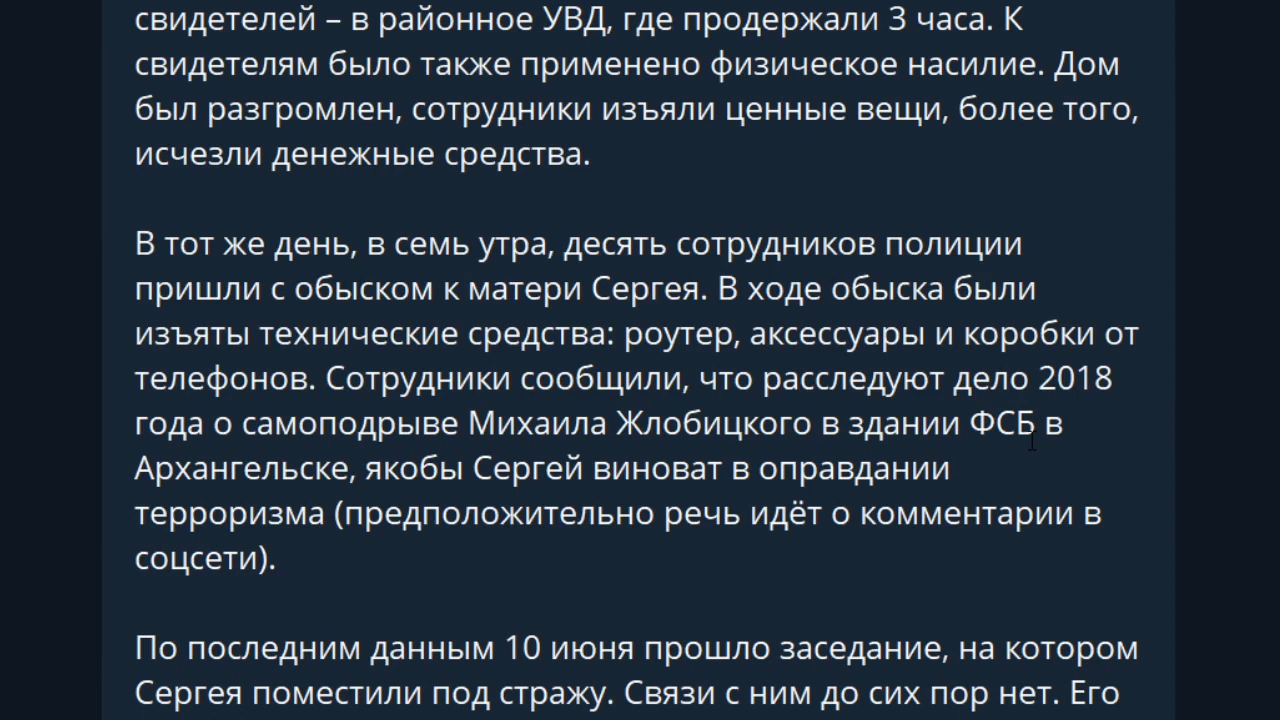 свидетелей – в районное УВД, где продержали 3 часа. К
свидетелям было также применено физическое насилие. Дом
был разгромлен, сотрудники изъяли ценные вещи, более того,
исчезли денежные средства.
В тот же день, в семь утра, десять сотрудников полиции
пришли с обыском к матери Сергея. В ходе обыска были
изъяты технические средства: роутер, аксессуары и коробки от
телефонов. Сотрудники сообщили, что расследуют дело 2018
года о самоподрыве Михаила Жлобицкого в здании ФСБ в
Архангельске, якобы Сергей виноват в оправдании
терроризма (предположительно речь идёт о комментарии в
соцсети).
По последним данным 10 июня прошло заседание, на котором
Сергея поместили под стражу. Связи с ним до сих пор нет. Его